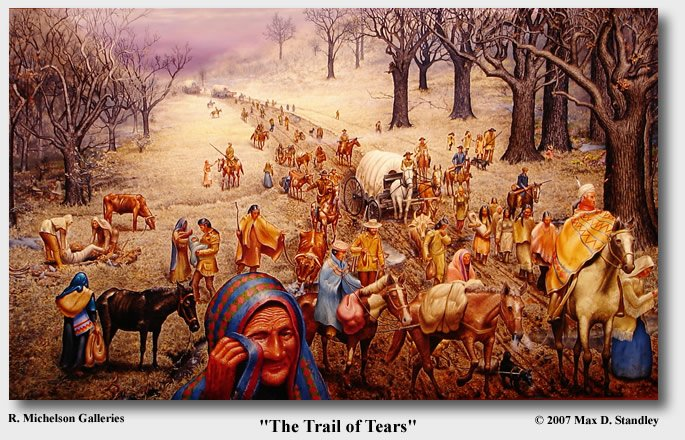 R. Michelson Galleries
"The Trail of Tears"
© 2007 Max D. Standley